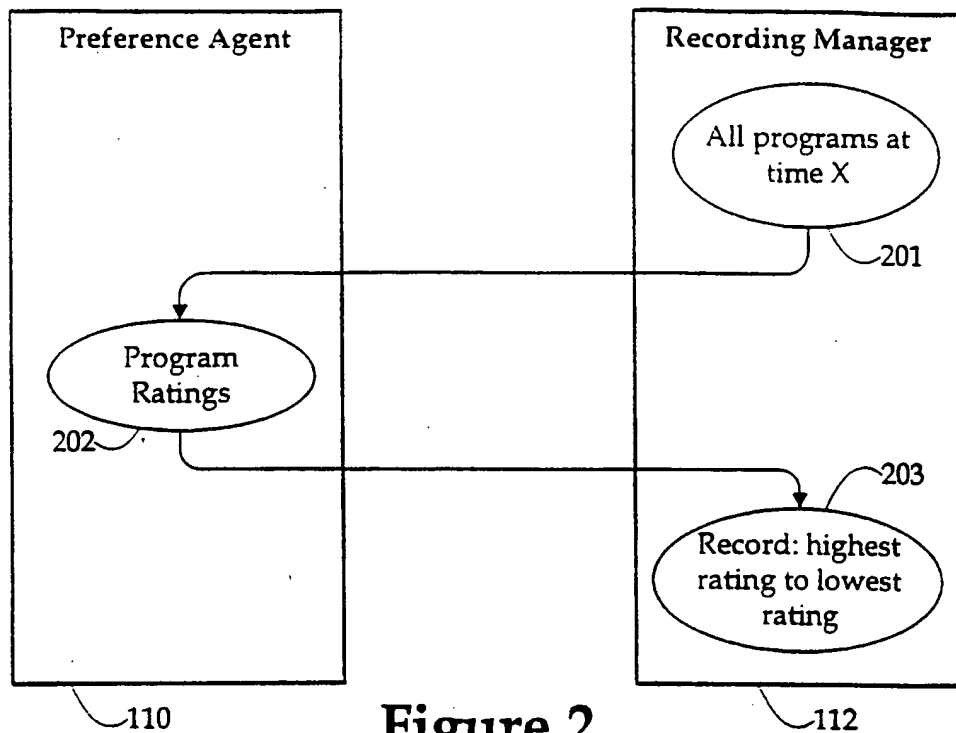 Preference Agent
Recording Manager
All programs at
time X
201
Program
Ratings
202
203
Record: highest
rating to lowest
rating
110
112
Figure 2